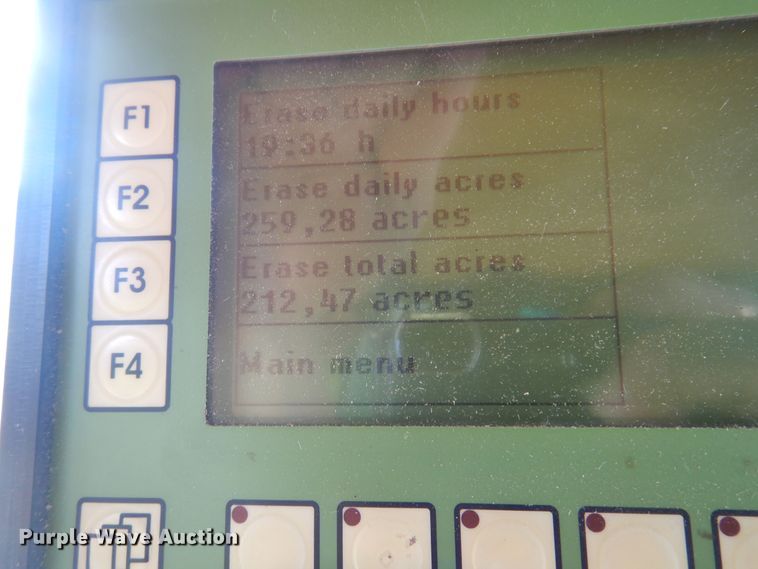 F1
Erase daily hours
19:36 h
F2
Erase daily acres
259,28 acres
F3
Erase total acres
212,47 acres
F4
Main menu
Purple Wave Auction